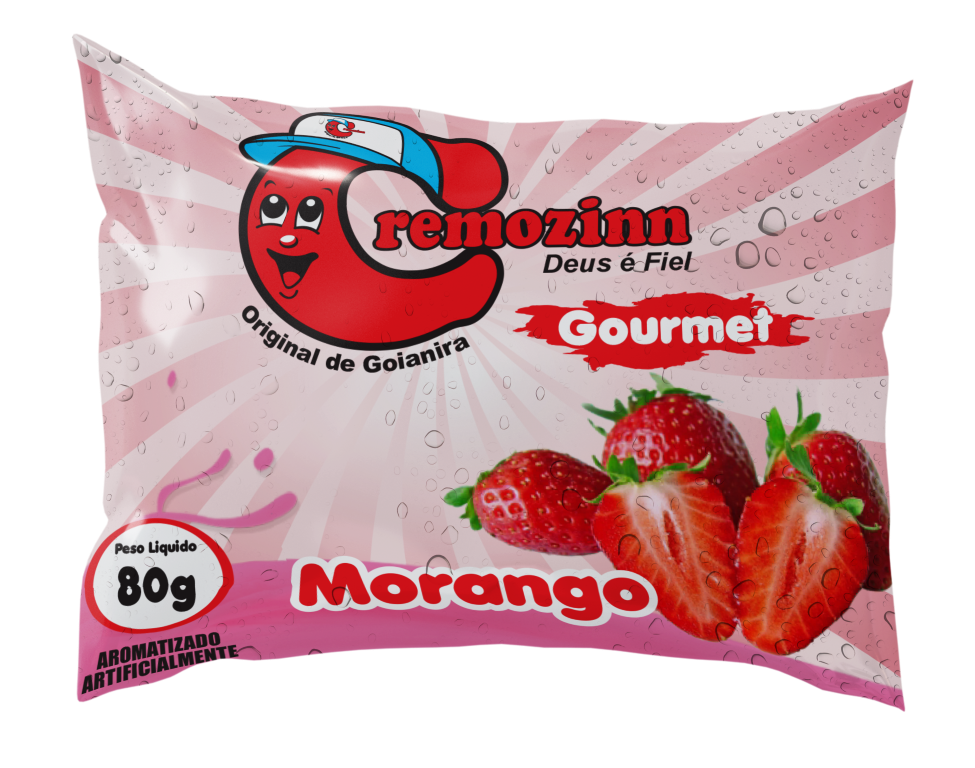 Cremozinn
Deus é Fiel
Original de Goianira
Gourmet
Morango
Peso Liquido
80g
AROMATIZADO
ARTIFICIALMENTE